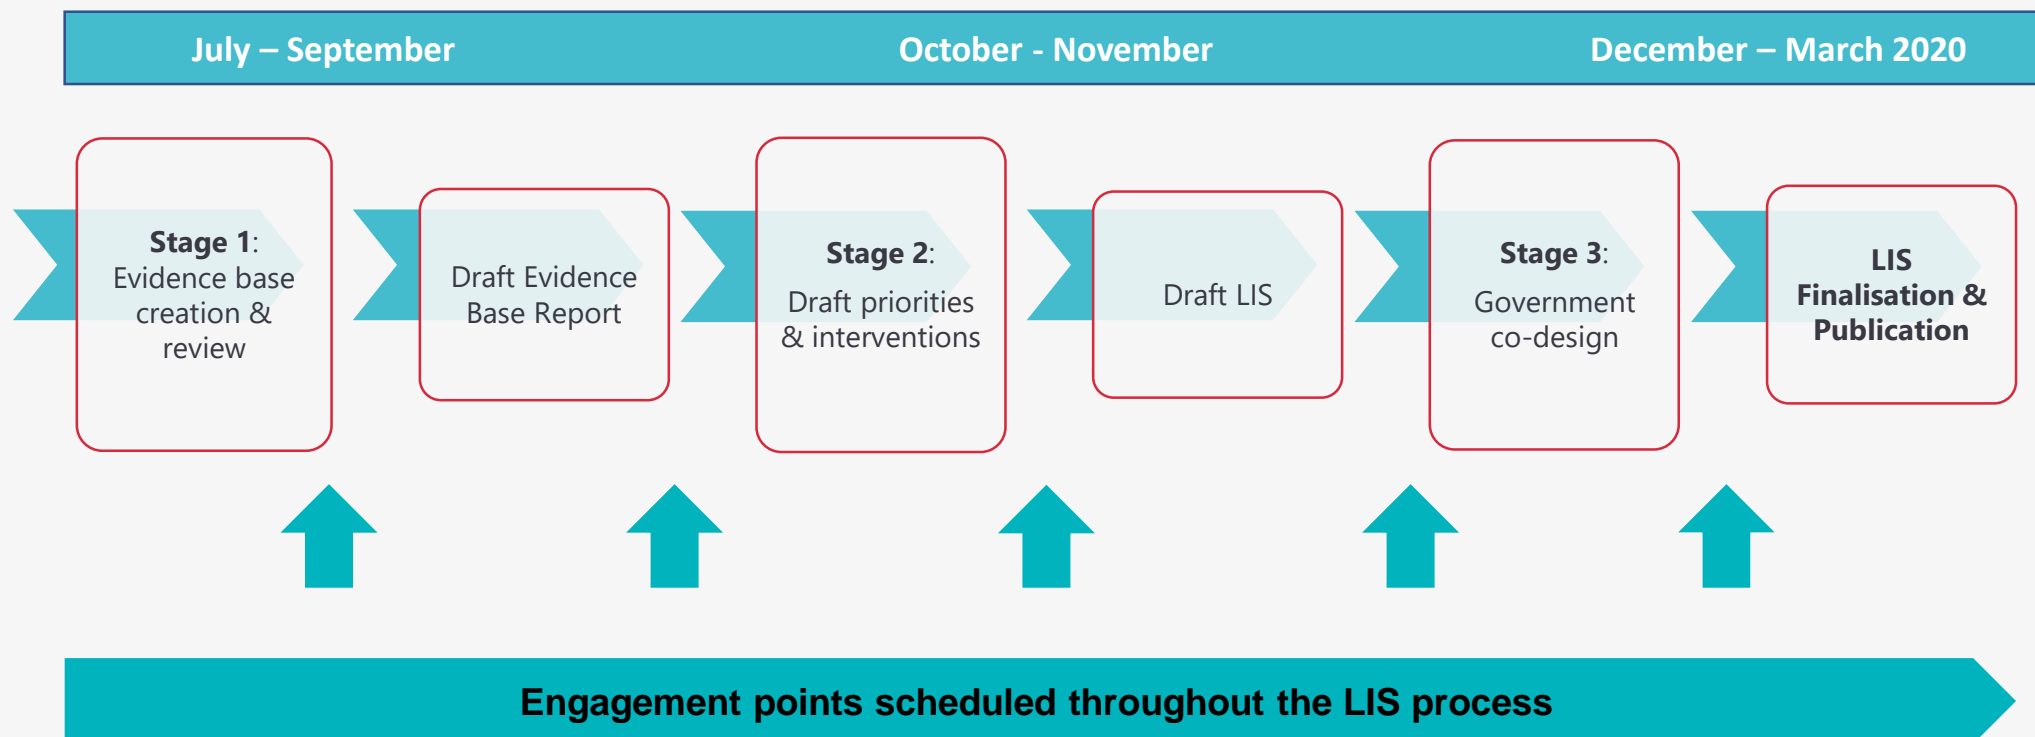 July – September
October - November
December – March 2020
Stage 1:
Evidence base
creation &
review
Draft Evidence
Base Report
Stage 2:
Draft priorities
& interventions
Draft LIS
Stage 3:
Government
co-design
LIS
Finalisation &
Publication
Engagement points scheduled throughout the LIS process